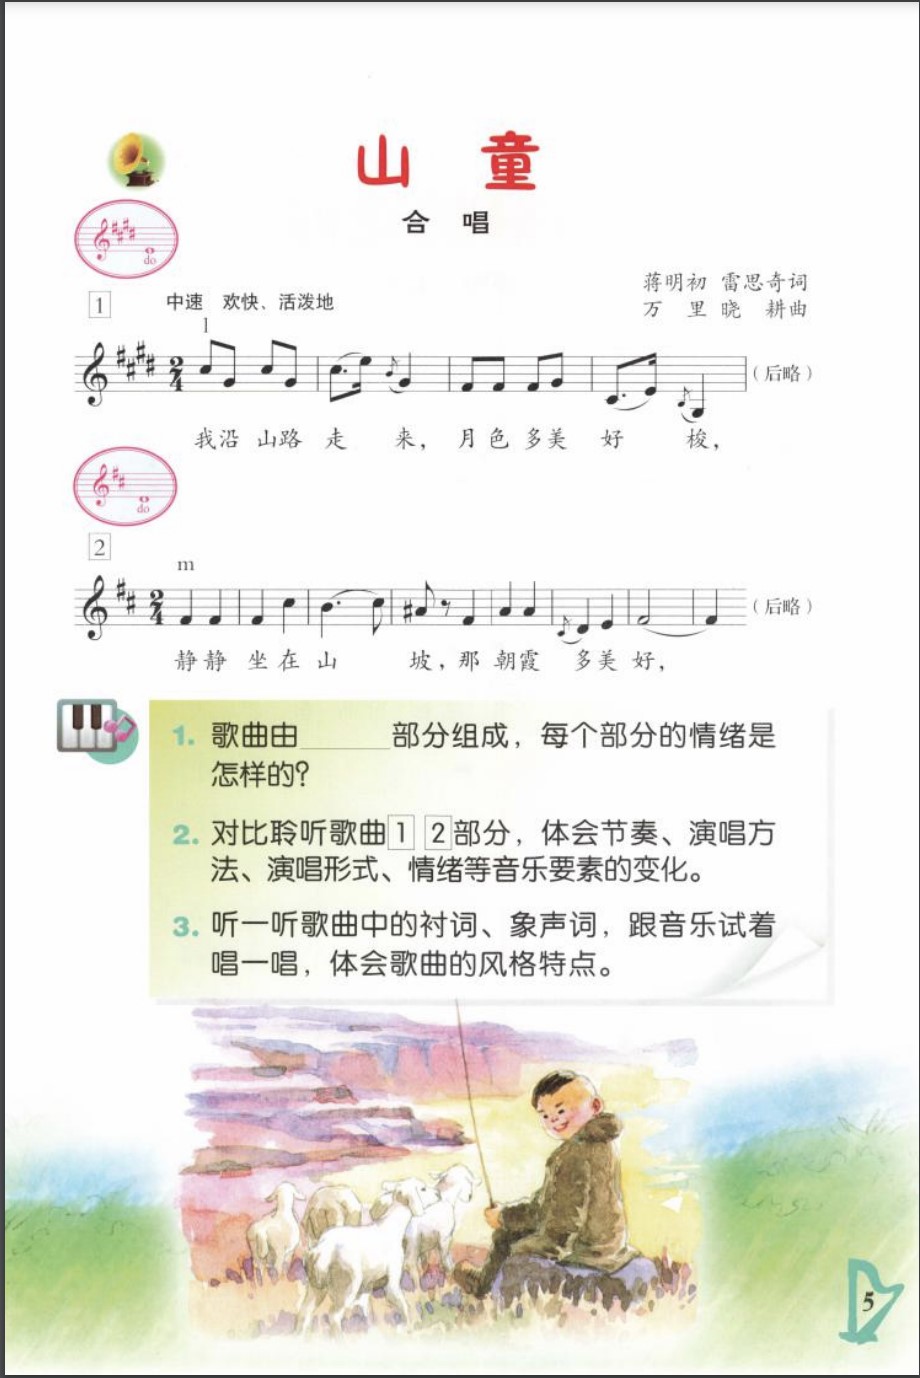 山 童
合 唱
do
蒋明初 雷思奇词
万 里 晓 耕曲
1
中速 欢快、活泼地
l
2
4
(后略)
我沿 山路 走 来， 月色 多美 好 梭，
do
2
m
2
4
(后略)
静静 坐在 山 坡，那 朝霞 多美 好，
1. 歌曲由______部分组成，每个部分的情绪是
怎样的？
2. 对比聆听歌曲1 2部分，体会节奏、演唱方
法、演唱形式、情绪等音乐要素的变化。
3. 听一听歌曲中的衬词、象声词，跟音乐试着
唱一唱，体会歌曲的风格特点。
5